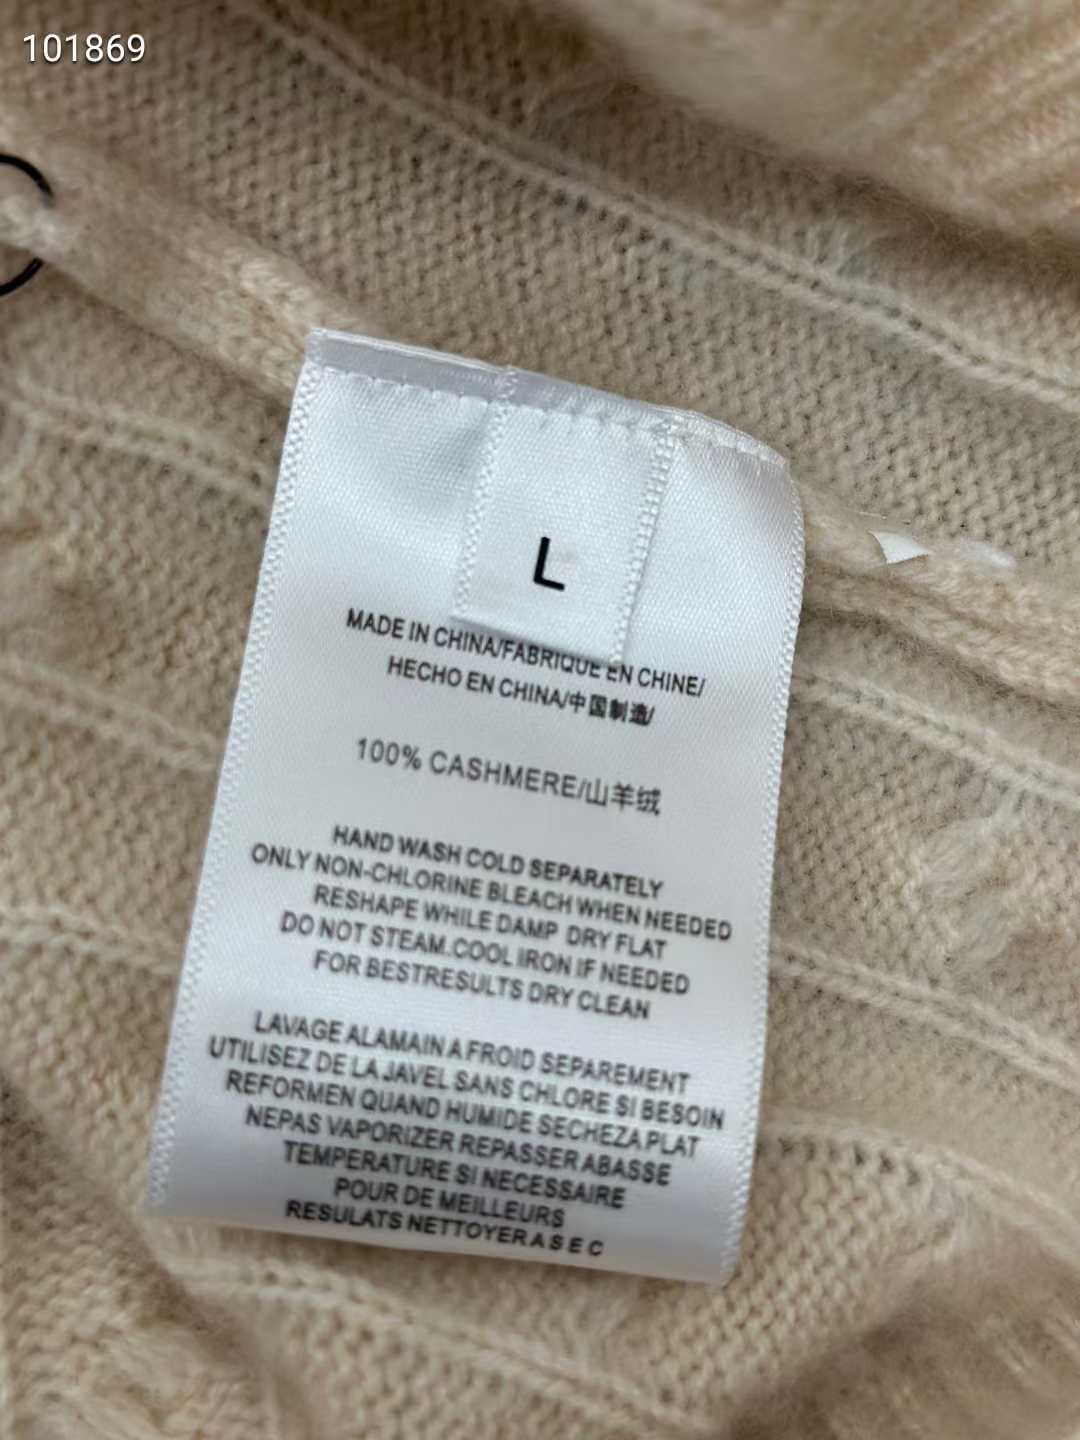 101869
L
MADE IN CHINA/FABRIQUE EN CHINE/
HECHO EN CHINA/中国制造/
100% CASHMERE/山羊绒
HAND WASH COLD SEPARATELY
ONLY NON-CHLORINE BLEACH WHEN NEEDED
RESHAPE WHILE DAMP DRY FLAT
DO NOT STEAM.COOL IRON IF NEEDED
FOR BESTRESULTS DRY CLEAN
LAVAGE ALAMAIN A FROID SEPAREMENT
UTILISEZ DE LA JAVEL SANS CHLORE SI BESOIN
REFORMEN QUAND HUMIDE SECHEZA PLAT
NEPAS VAPORIZER REPASSER ABASSE
TEMPERATURE SI NECESSAIRE
POUR DE MEILLEURS
RESULATS NETTOYER A S E C